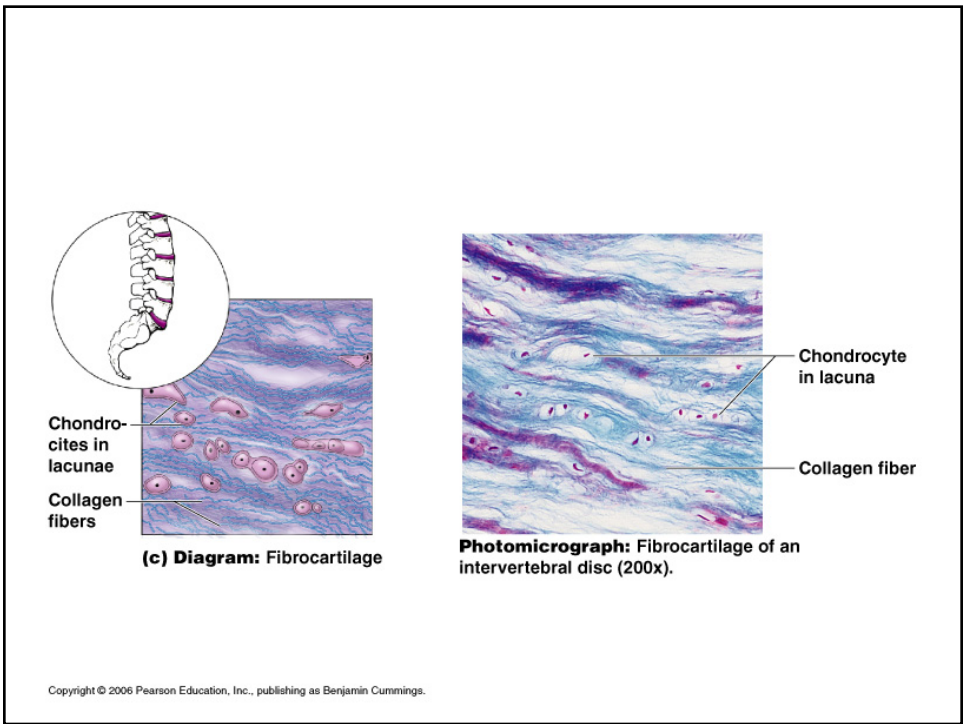 Chondro-
cites in
lacunae
Collagen
fibers
(c) Diagram: Fibrocartilage
Chondrocyte
in lacuna
Collagen fiber
Photomicrograph: Fibrocartilage of an
intervertebral disc (200x).
Copyright © 2006 Pearson Education, Inc., publishing as Benjamin Cummings.